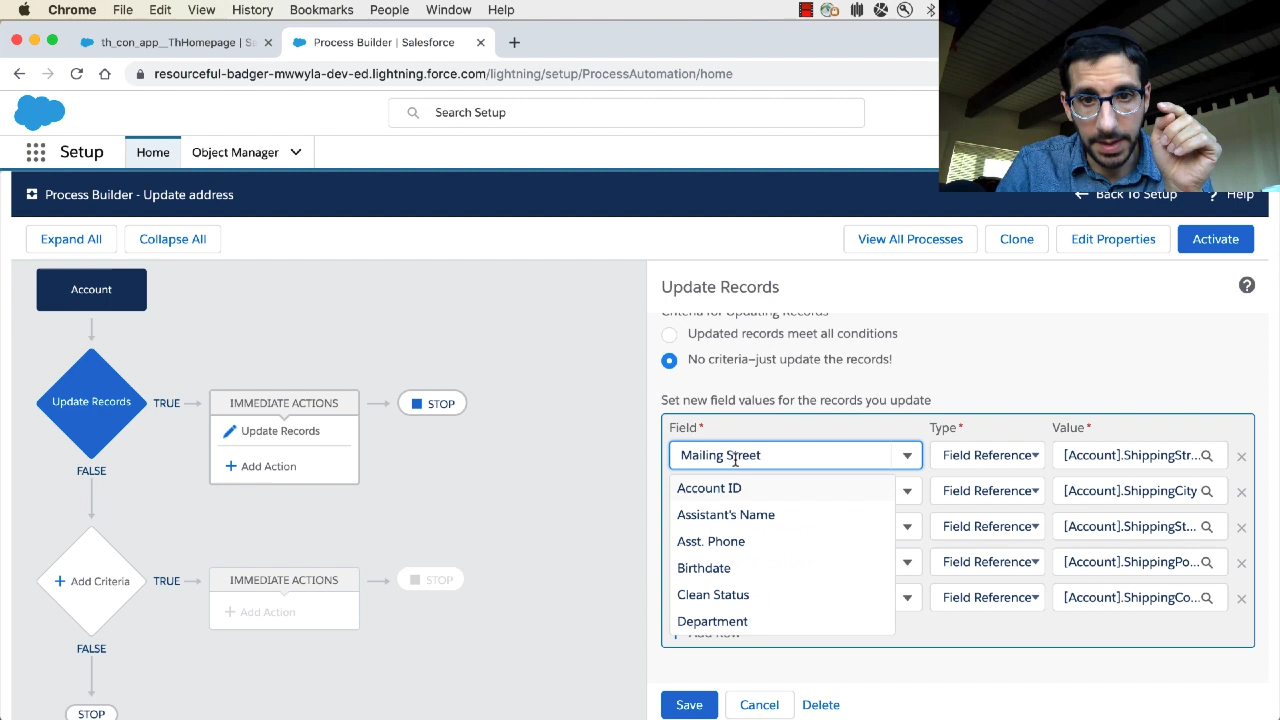 Chrome File Edit View History Bookmarks People Window Help
th_con_app__ThHomepage | Sa
Process Builder | Salesforce
resourceful-badger-mwwyla-dev-ed.lightning.force.com/lightning/setup/ProcessAutomation/home
Search Setup
Setup Home Object Manager
Process Builder - Update address
Back To Setup ? Help
Expand All Collapse All View All Processes Clone Edit Properties Activate
Account
Update Records
TRUE
IMMEDIATE ACTIONS
Update Records
+ Add Action
STOP
FALSE
+ Add Criteria
TRUE
IMMEDIATE ACTIONS
+ Add Action
STOP
FALSE
STOP
Update Records ?
Criteria for Updating Records
Updated records meet all conditions
No criteria—just update the records!
Set new field values for the records you update
Field* Type* Value*
Mailing Street Field Reference [Account].ShippingStr...
Field Reference [Account].ShippingCity
Field Reference [Account].ShippingSt...
Field Reference [Account].ShippingPo...
Field Reference [Account].ShippingCo...
Account ID
Assistant's Name
Asst. Phone
Birthdate
Clean Status
Department
+ Add Row
Save Cancel Delete